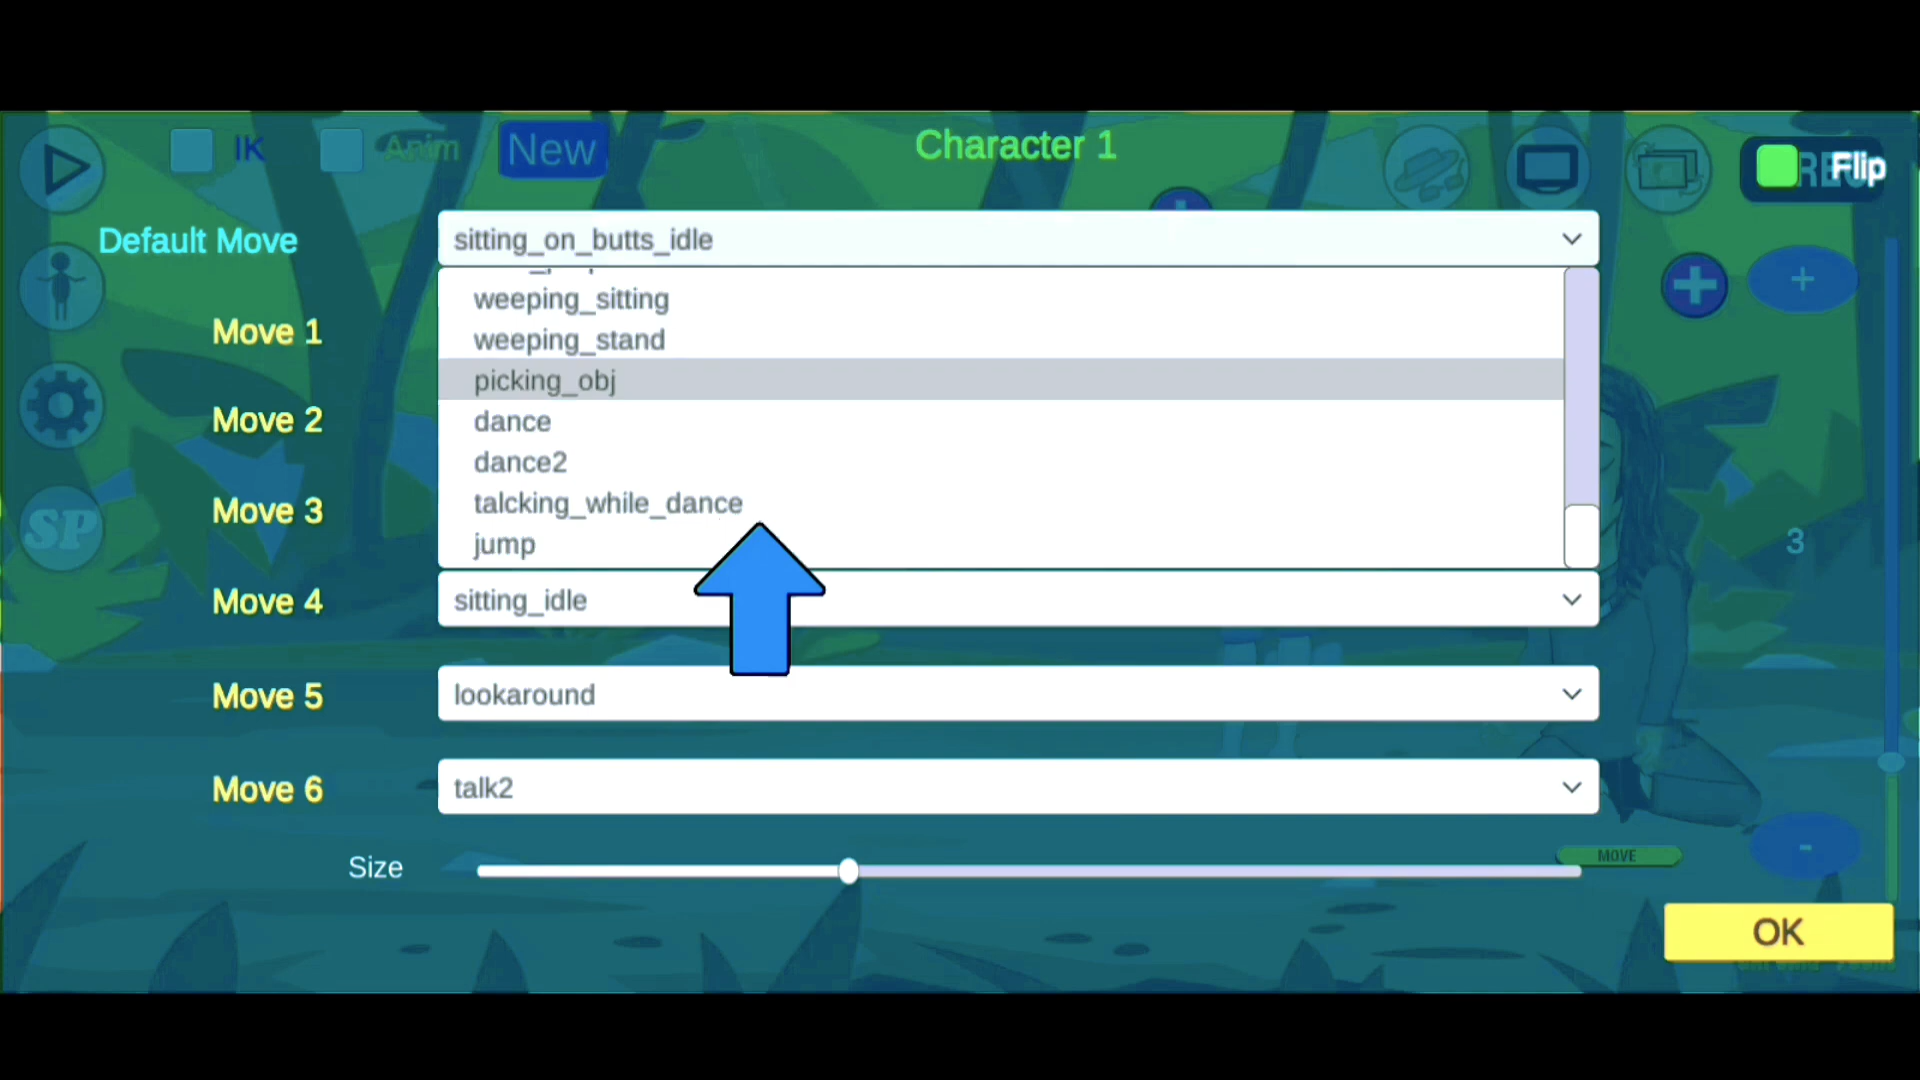 IK
Anim
New
Character 1
Flip
Default Move
sitting_on_butts_idle
weeping_sitting
Move 1
weeping_stand
picking_obj
Move 2
dance
dance2
Move 3
talcking_while_dance
SP
jump
3
Move 4
sitting_idle
Move 5
lookaround
Move 6
talk2
MOVE
Size
OK